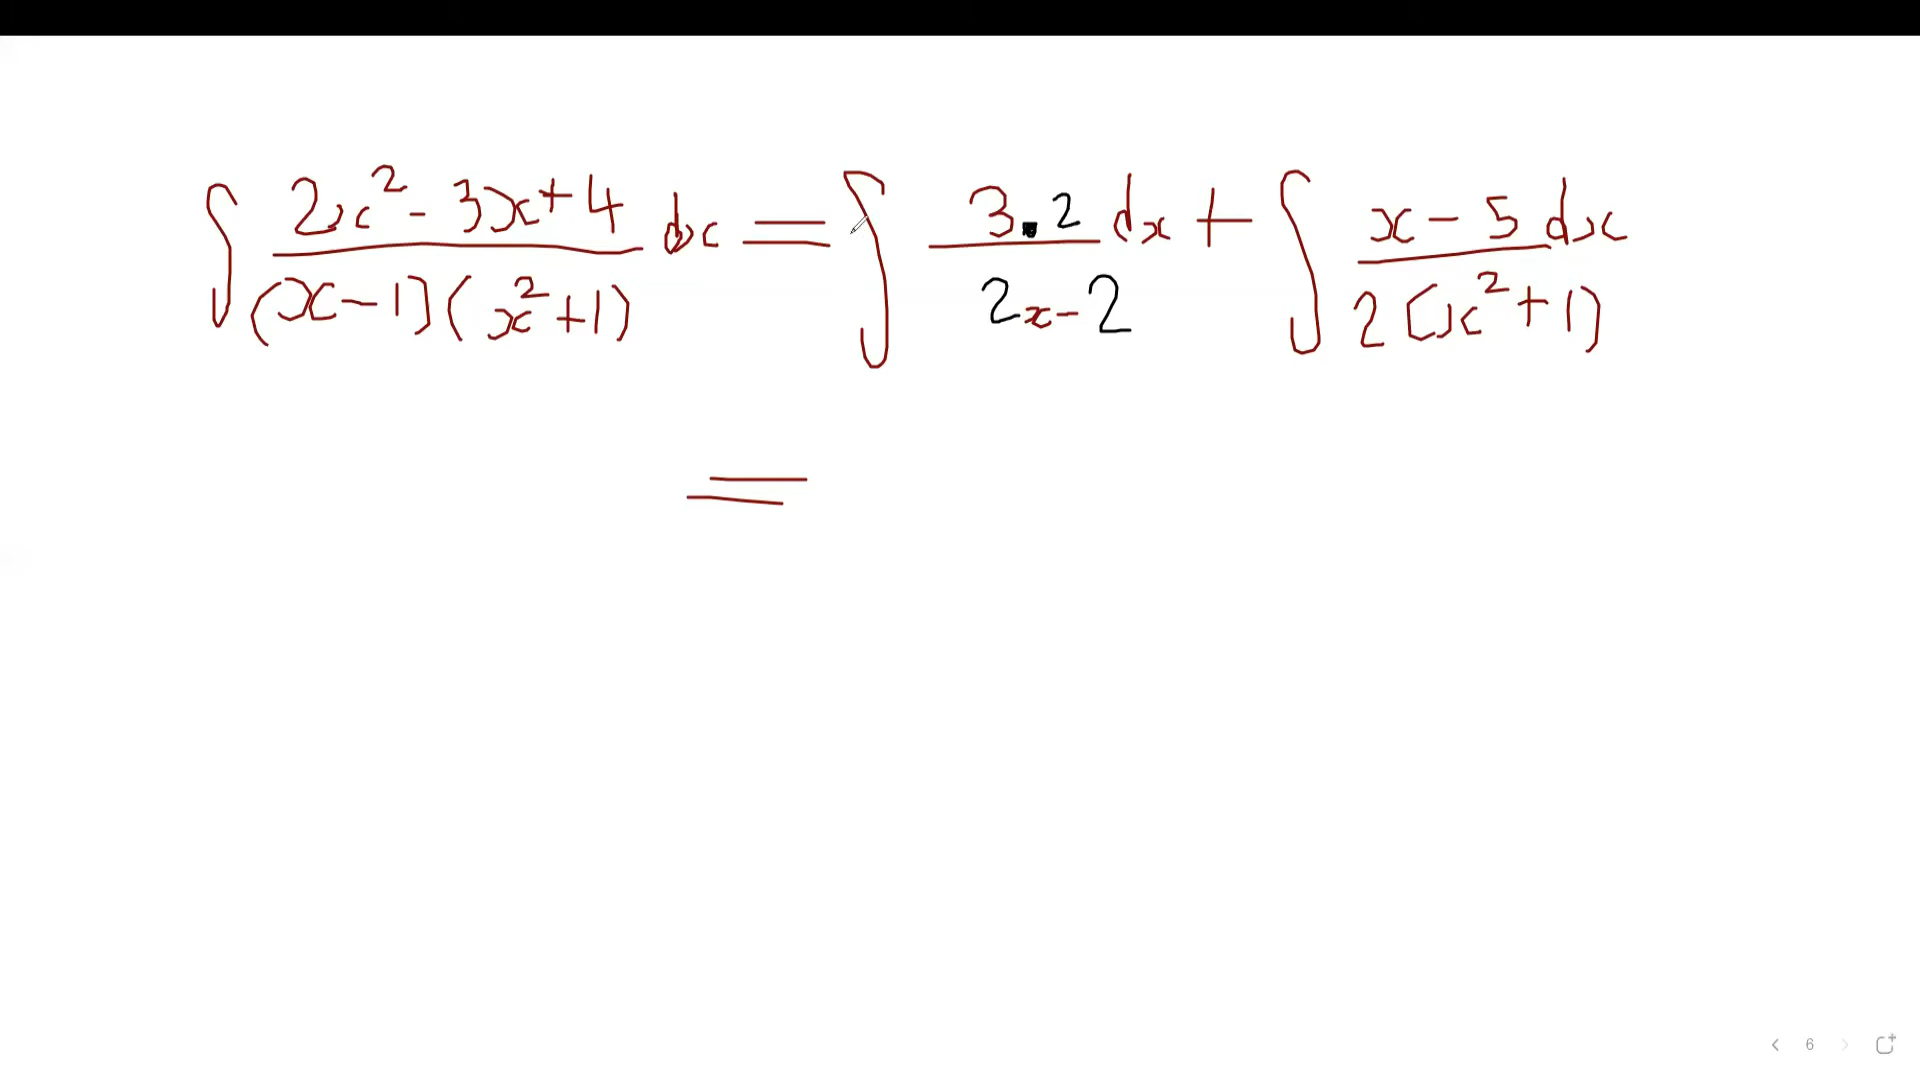 ∫ (2x² - 3x + 4)/((x - 1)(x² + 1)) dx = ∫ (3 . 2)/(2x - 2) dx + ∫ (x - 5)/(2(x² + 1)) dx
=
6